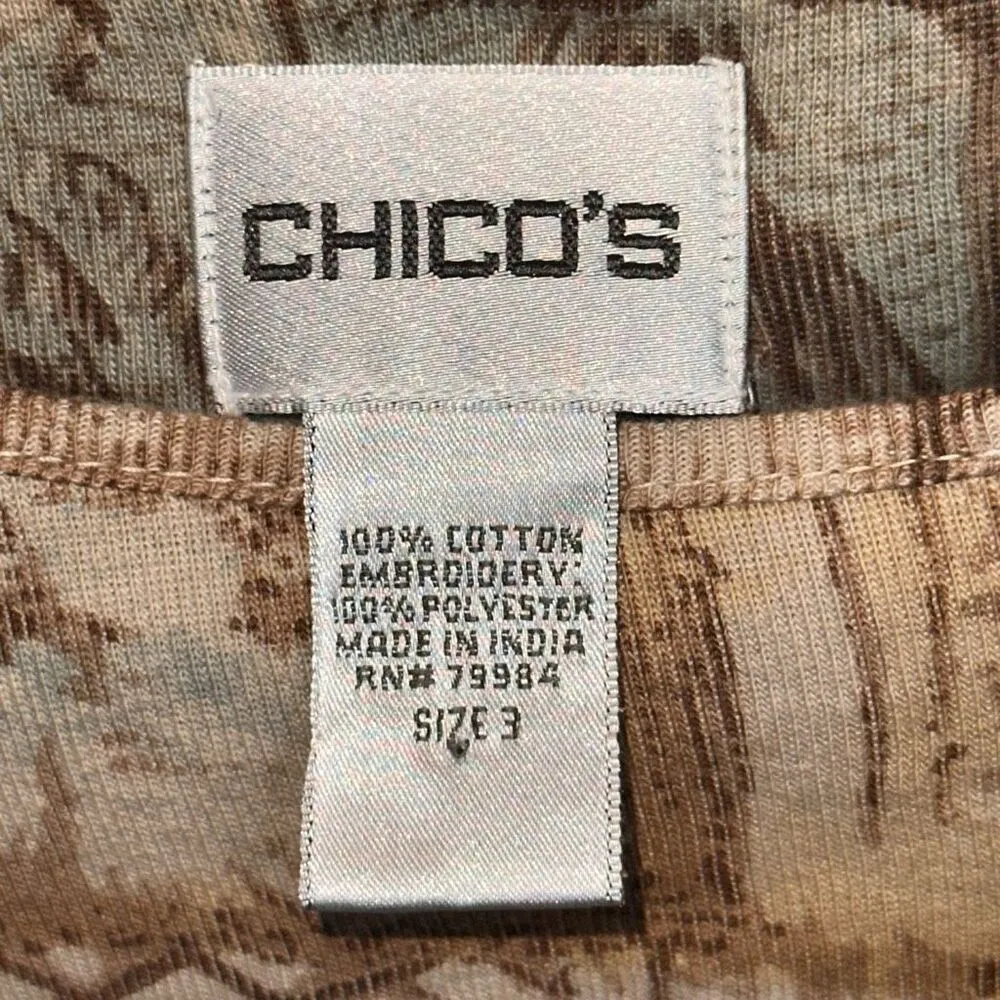 CHICO'S
100% COTTON
EMBROIDERY:
100% POLYESTER
MADE IN INDIA
RN# 79984
SIZE 3